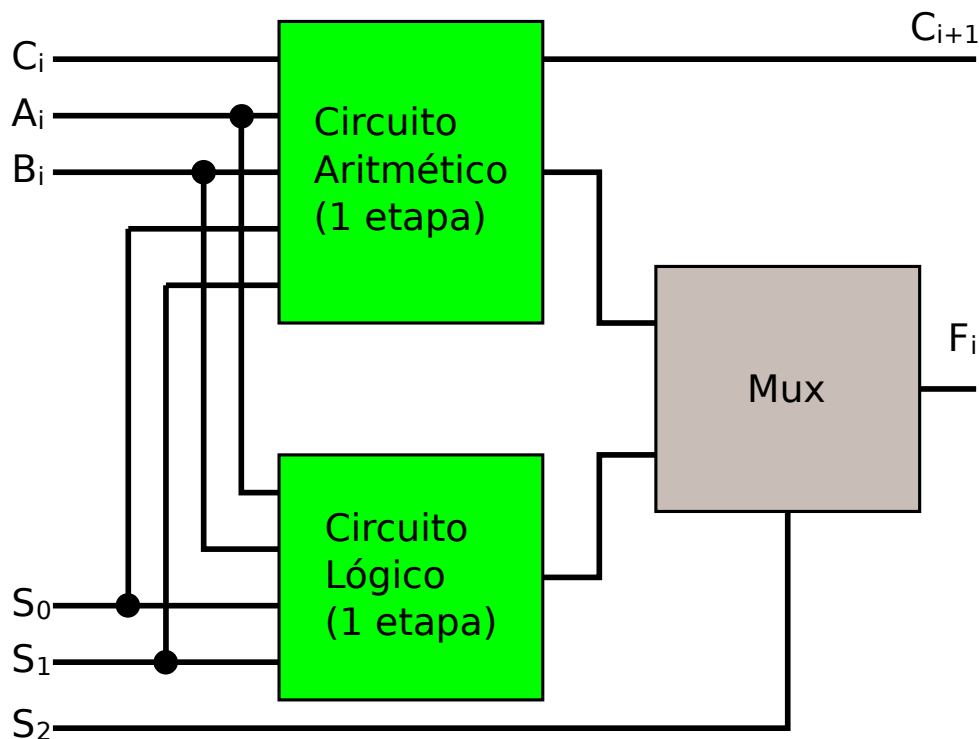 Cᵢ
Aᵢ
Bᵢ
Circuito
Aritmético
(1 etapa)
Cᵢ₊₁
Mux
Fᵢ
Circuito
Lógico
(1 etapa)
S₀
S₁
S₂